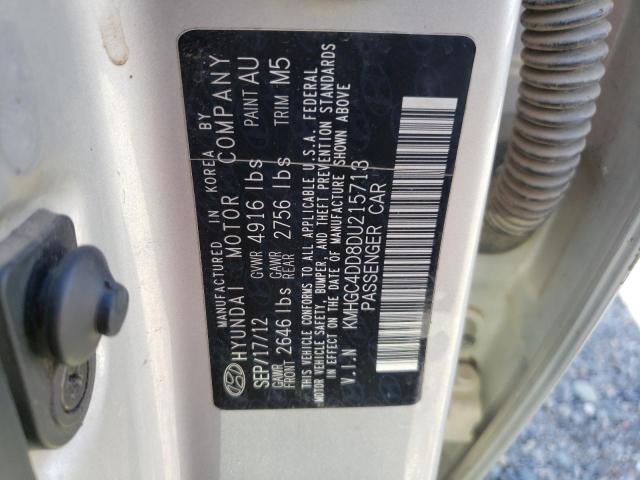 MANUFACTURED IN KOREA BY
HYUNDAI MOTOR COMPANY
SEP/17/12 GVWR 4916 lbs PAINT AU
GAWR FRONT 2646 lbs GAWR REAR 2756 lbs TRIM M5
THIS VEHICLE CONFORMS TO ALL APPLICABLE U.S.A. FEDERAL
MOTOR VEHICLE SAFETY, BUMPER, AND THEFT PREVENTION STANDARDS
IN EFFECT ON THE DATE OF MANUFACTURE SHOWN ABOVE
V.I.N KMHGC4DD8DU215713
PASSENGER CAR